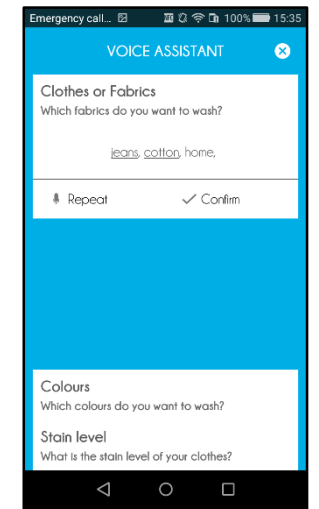 Emergency call... 100% 15:35
VOICE ASSISTANT
Clothes or Fabrics
Which fabrics do you want to wash?
jeans, cotton, home,
Repeat Confirm
Colours
Which colours do you want to wash?
Stain level
What is the stain level of your clothes?